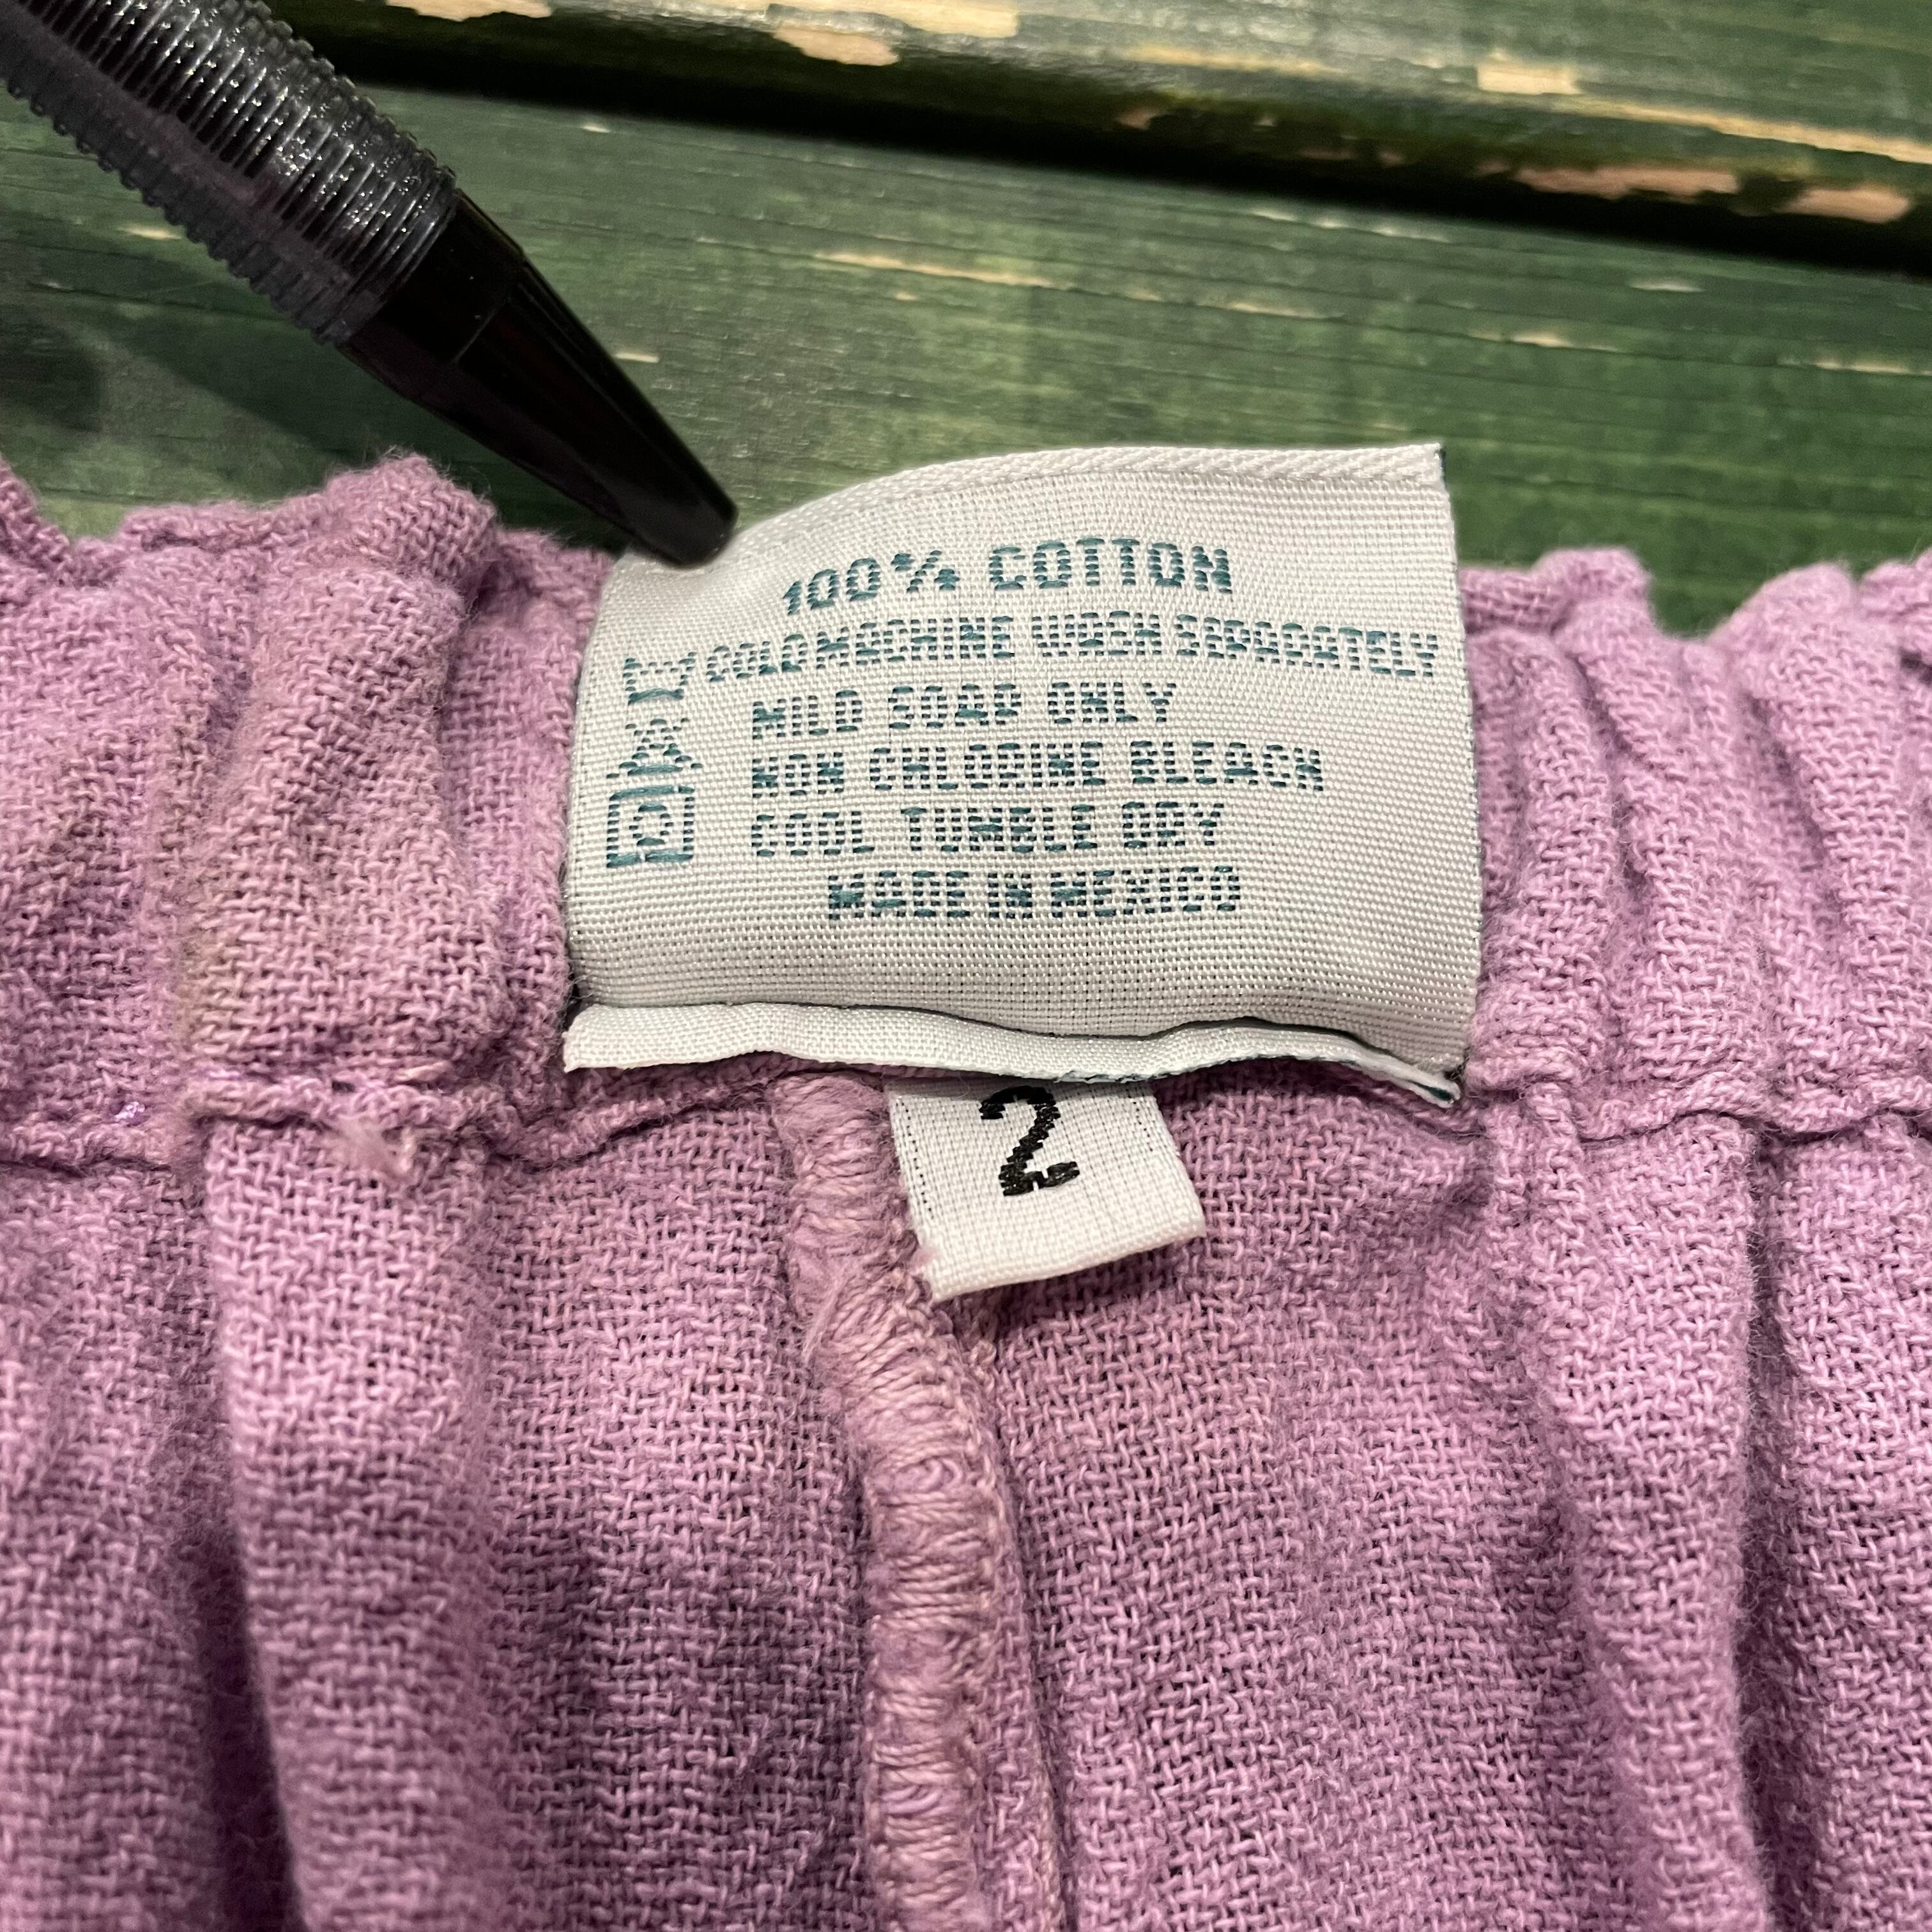 100% COTTON
COLD MACHINE WASH SEPARATELY
MILD SOAP ONLY
NON CHLORINE BLEACH
COOL TUMBLE DRY
MADE IN MEXICO
2